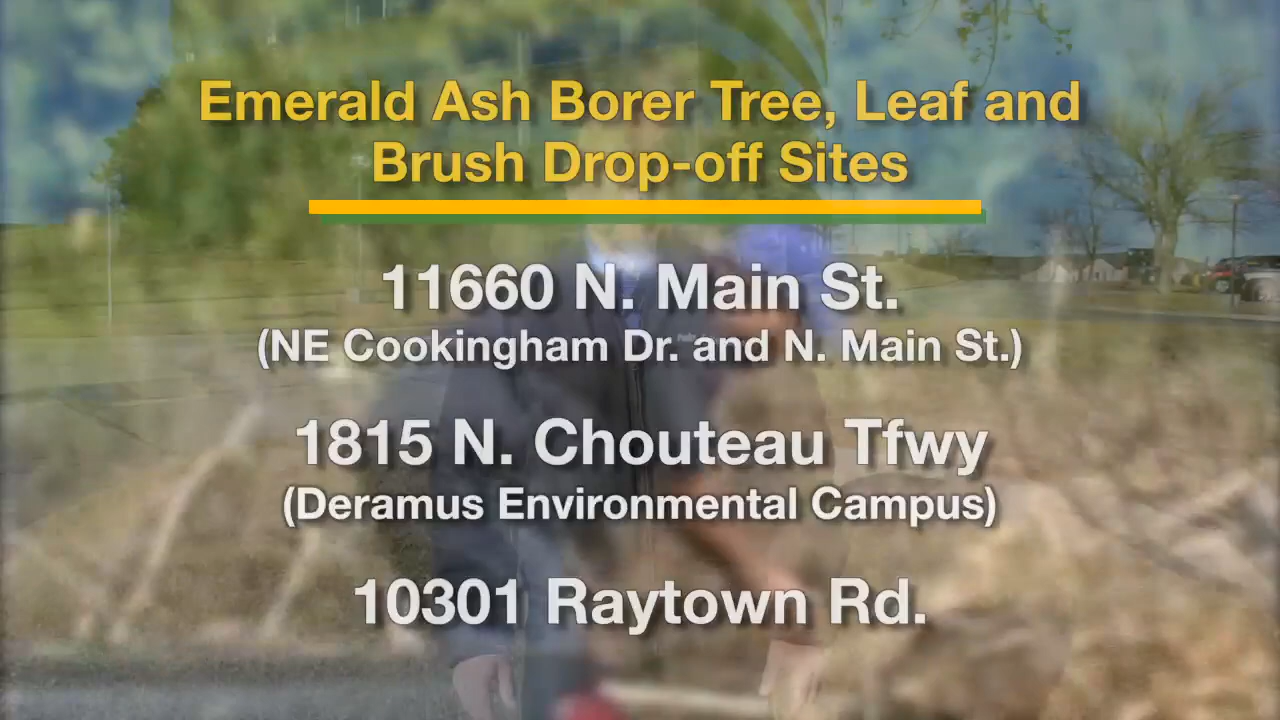 Emerald Ash Borer Tree, Leaf and
Brush Drop-off Sites
11660 N. Main St.
(NE Cookingham Dr. and N. Main St.)
1815 N. Chouteau Tfwy
(Deramus Environmental Campus)
10301 Raytown Rd.